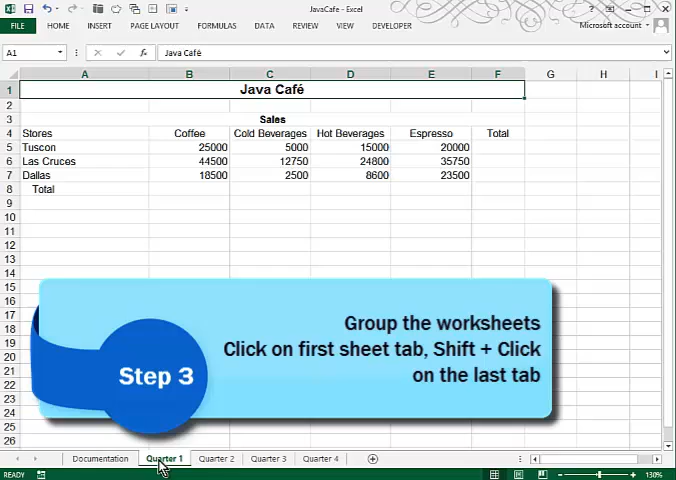 JavaCafe - Excel
FILE HOME INSERT PAGE LAYOUT FORMULAS DATA REVIEW VIEW DEVELOPER Microsoft account
A1 Java Café
A B C D E F G H I
1 Java Café
2
3 Sales
4 Stores Coffee Cold Beverages Hot Beverages Espresso Total
5 Tuscon 25000 5000 15000 20000
6 Las Cruces 44500 12750 24800 35750
7 Dallas 18500 2500 8600 23500
8 Total
9
10
11
12
13
14
15
16
17
18
19
20
21
22
23
24
25
26
Group the worksheets
Click on first sheet tab, Shift + Click
on the last tab
Step 3
Documentation Quarter 1 Quarter 2 Quarter 3 Quarter 4
READY 130%